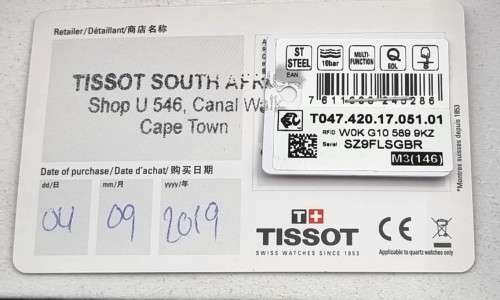 Retailer/Détaillant/商店名称
TISSOT SOUTH
Shop U 546, Canal
Cape Town
ST
STEEL
10bar
MULTI-
FUNCTION
EOL
EAN
T047.420.17.051.01
RFID W0K G10 589 9KZ
Serial SZ9FLSGBR
M3(146)
*Montres suisses depuis 1853
Date of purchase/Date d'achat/购买日期
dd/日 mm/月 yyyy/年
04 09 2019
T+
TISSOT
SWISS WATCHES SINCE 1853
CE
Applicable to quartz watches only